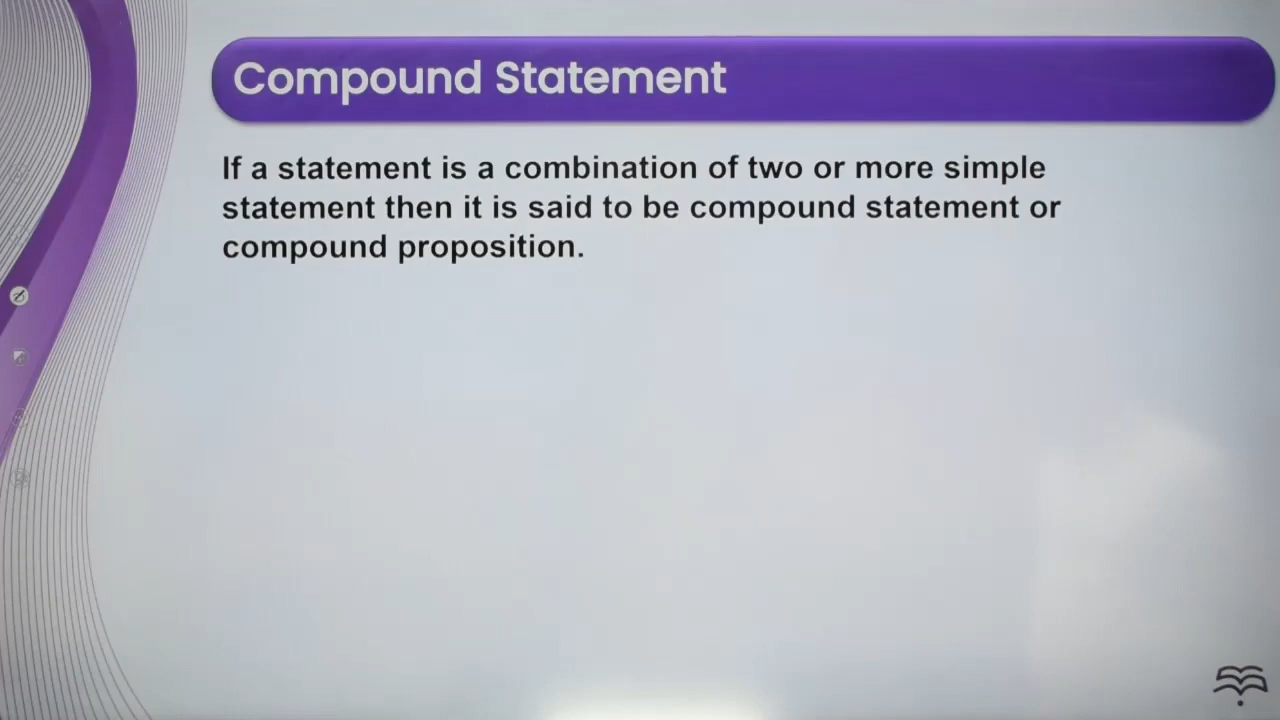 Compound Statement
If a statement is a combination of two or more simple
statement then it is said to be compound statement or
compound proposition.